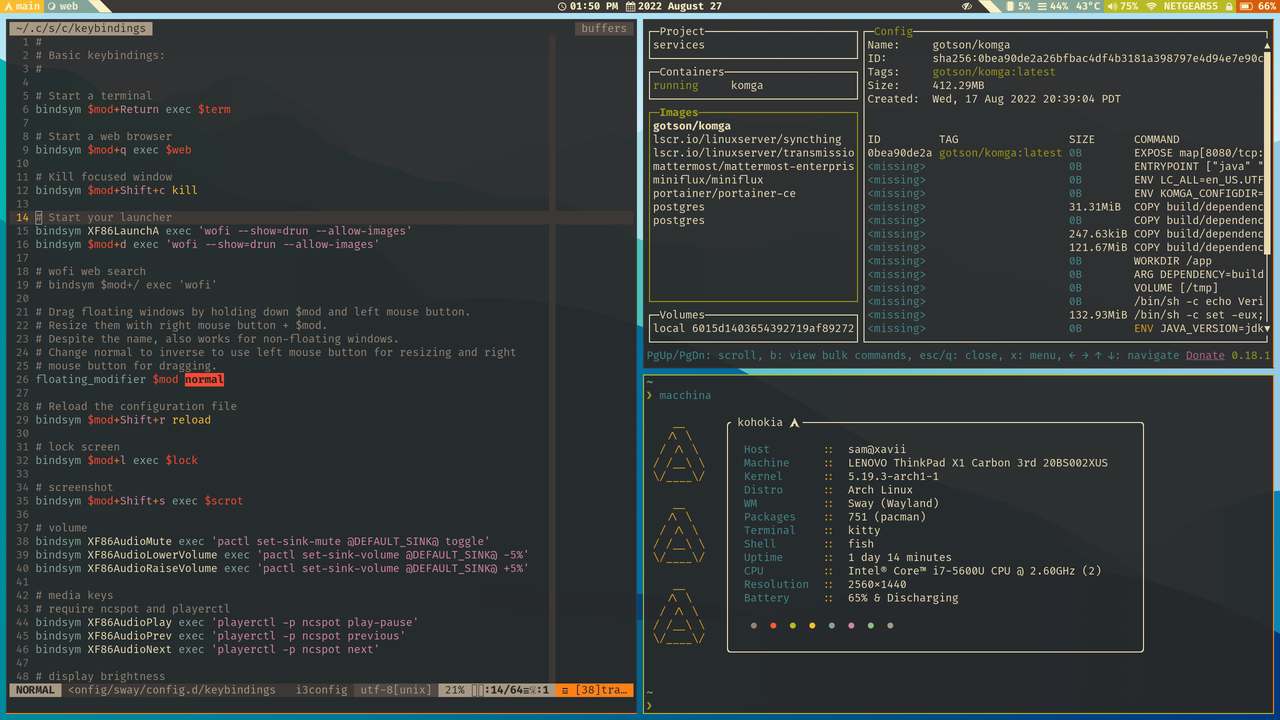 main web 01:50 PM 2022 August 27 5% 44% 43°C 75% NETGEAR55 66%
~/.c/s/c/keybindings buffers
1 #
2 # Basic keybindings:
3 #
4
5 # Start a terminal
6 bindsym $mod+Return exec $term
7
8 # Start a web browser
9 bindsym $mod+q exec $web
10
11 # Kill focused window
12 bindsym $mod+Shift+c kill
13
14 # Start your launcher
15 bindsym XF86LaunchA exec 'wofi --show=drun --allow-images'
16 bindsym $mod+d exec 'wofi --show=drun --allow-images'
17
18 # wofi web search
19 # bindsym $mod+/ exec 'wofi'
20
21 # Drag floating windows by holding down $mod and left mouse button.
22 # Resize them with right mouse button + $mod.
23 # Despite the name, also works for non-floating windows.
24 # Change normal to inverse to use left mouse button for resizing and right
25 # mouse button for dragging.
26 floating_modifier $mod normal
27
28 # Reload the configuration file
29 bindsym $mod+Shift+r reload
30
31 # lock screen
32 bindsym $mod+l exec $lock
33
34 # screenshot
35 bindsym $mod+Shift+s exec $scrot
36
37 # volume
38 bindsym XF86AudioMute exec 'pactl set-sink-mute @DEFAULT_SINK@ toggle'
39 bindsym XF86AudioLowerVolume exec 'pactl set-sink-volume @DEFAULT_SINK@ -5%'
40 bindsym XF86AudioRaiseVolume exec 'pactl set-sink-volume @DEFAULT_SINK@ +5%'
41
42 # media keys
43 # require ncspot and playerctl
44 bindsym XF86AudioPlay exec 'playerctl -p ncspot play-pause'
45 bindsym XF86AudioPrev exec 'playerctl -p ncspot previous'
46 bindsym XF86AudioNext exec 'playerctl -p ncspot next'
47
48 # display brightness
NORMAL <onfig/sway/config.d/keybindings i3config utf-8[unix] 21% :14/64≡%:1 [38]tra…
Project
services
Containers
running komga
Images
gotson/komga
lscr.io/linuxserver/syncthing
lscr.io/linuxserver/transmissio
mattermost/mattermost-enterpris
miniflux/miniflux
portainer/portainer-ce
postgres
postgres
Volumes
local 6015d1403654392719af89272
Config
Name: gotson/komga
ID: sha256:0bea90de2a26bfbac4df4b3181a398797e4d94e7e90c
Tags: gotson/komga:latest
Size: 412.29MB
Created: Wed, 17 Aug 2022 20:39:04 PDT
ID TAG SIZE COMMAND
0bea90de2a gotson/komga:latest 0B EXPOSE map[8080/tcp:
<missing> 0B ENTRYPOINT ["java" "
<missing> 0B ENV LC_ALL=en_US.UTF
<missing> 0B ENV KOMGA_CONFIGDIR=
<missing> 31.31MiB COPY build/dependenc
<missing> 0B COPY build/dependenc
<missing> 247.63kiB COPY build/dependenc
<missing> 121.67MiB COPY build/dependenc
<missing> 0B WORKDIR /app
<missing> 0B ARG DEPENDENCY=build
<missing> 0B VOLUME [/tmp]
<missing> 0B /bin/sh -c echo Veri
<missing> 132.93MiB /bin/sh -c set -eux;
<missing> 0B ENV JAVA_VERSION=jdk
PgUp/PgDn: scroll, b: view bulk commands, esc/q: close, x: menu, ← → ↑ ↓: navigate Donate 0.18.1
~
❯ macchina
kohokia
Host :: sam@xavii
Machine :: LENOVO ThinkPad X1 Carbon 3rd 20BS002XUS
Kernel :: 5.19.3-arch1-1
Distro :: Arch Linux
WM :: Sway (Wayland)
Packages :: 751 (pacman)
Terminal :: kitty
Shell :: fish
Uptime :: 1 day 14 minutes
CPU :: Intel® Core™ i7-5600U CPU @ 2.60GHz (2)
Resolution :: 2560×1440
Battery :: 65% & Discharging
~
❯